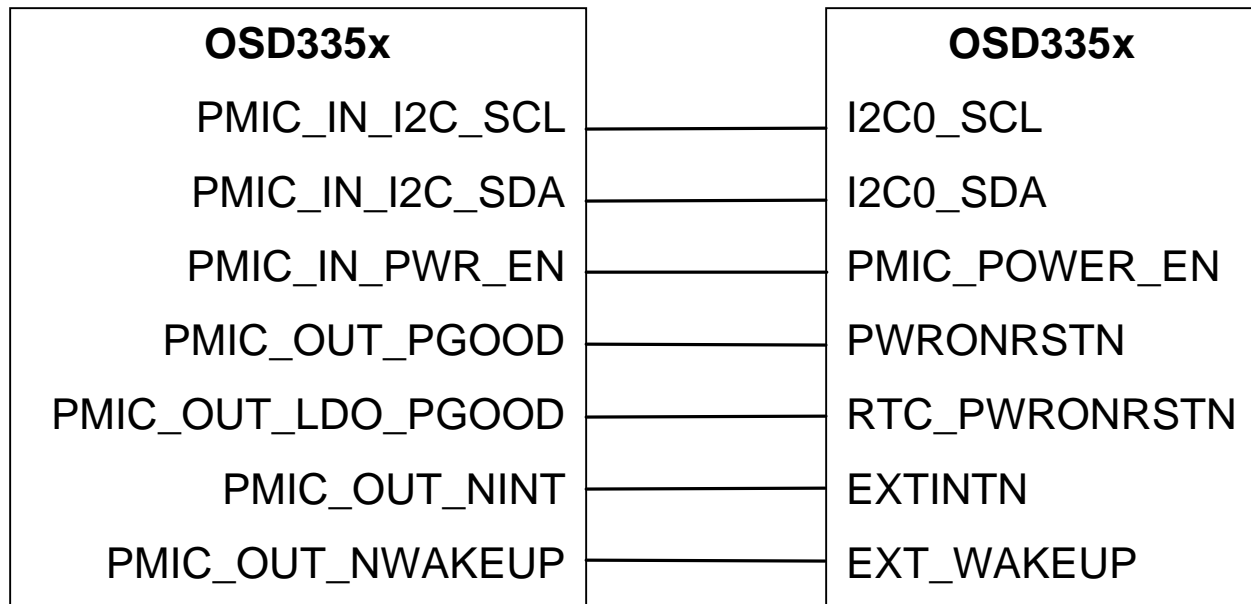 OSD335x OSD335x
PMIC_IN_I2C_SCL I2C0_SCL
PMIC_IN_I2C_SDA I2C0_SDA
PMIC_IN_PWR_EN PMIC_POWER_EN
PMIC_OUT_PGOOD PWRONRSTN
PMIC_OUT_LDO_PGOOD RTC_PWRONRSTN
PMIC_OUT_NINT EXTINTN
PMIC_OUT_NWAKEUP EXT_WAKEUP